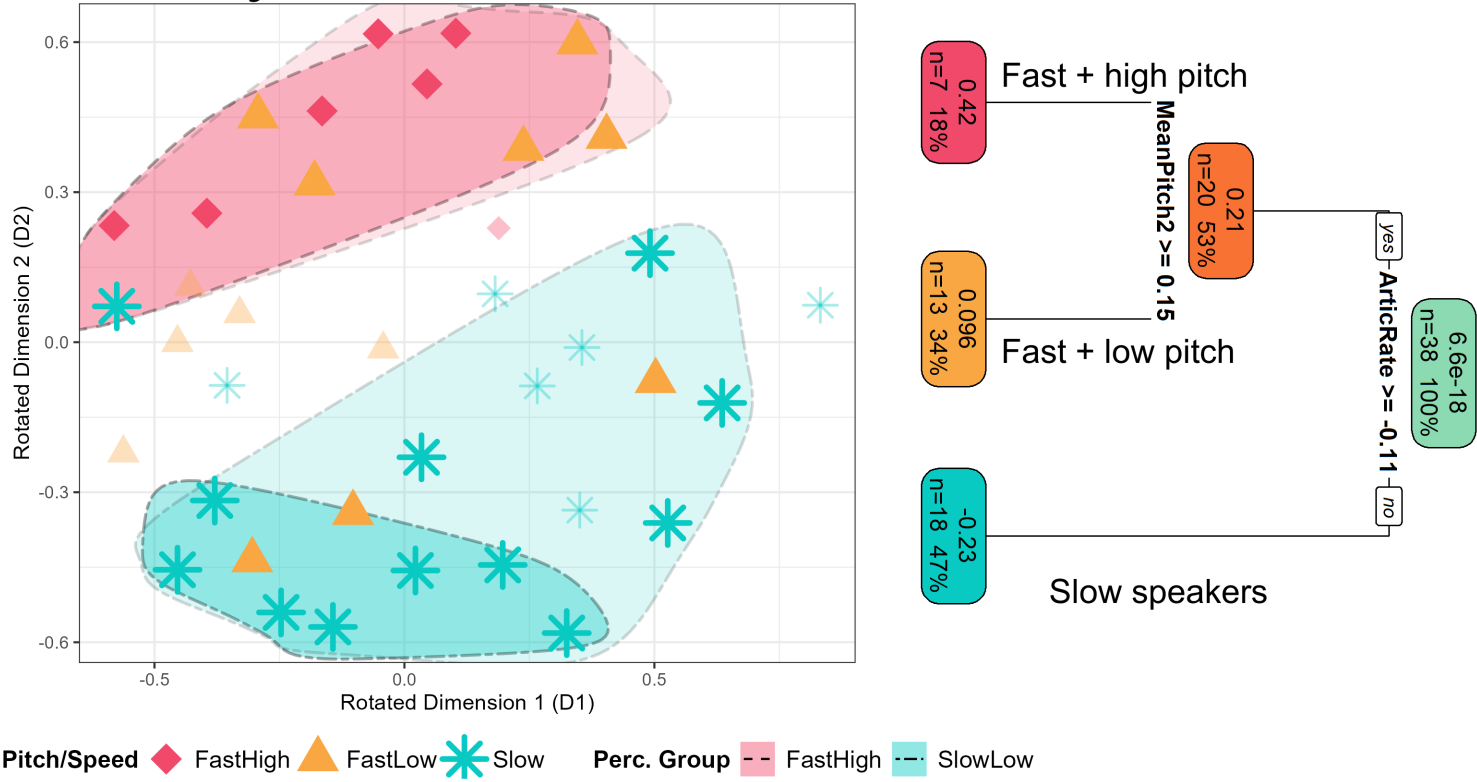 0.6
0.3
0.0
-0.3
-0.6
Rotated Dimension 2 (D2)
-0.5
0.0
0.5
Rotated Dimension 1 (D1)
Pitch/Speed
FastHigh
FastLow
Slow
Perc. Group
FastHigh
SlowLow
0.42
n=7 18%
Fast + high pitch
MeanPitch2 >= 0.15
0.21
n=20 53%
0.096
n=13 34%
Fast + low pitch
yes
ArticRate >= -0.11
no
6.6e-18
n=38 100%
-0.23
n=18 47%
Slow speakers